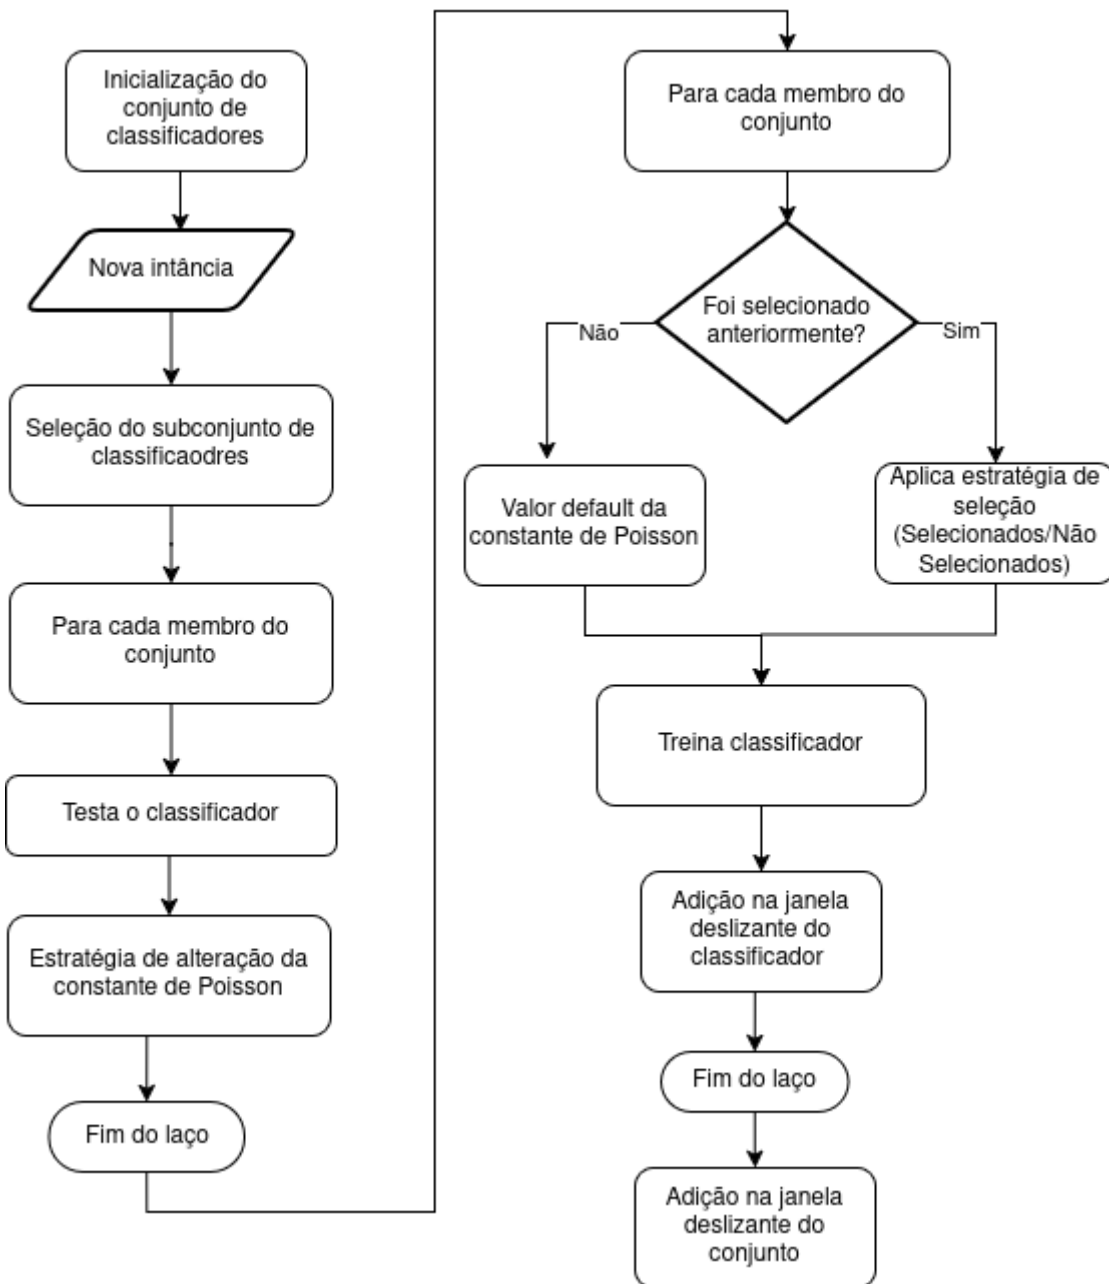 Inicialização do
conjunto de
classificadores
Nova intância
Seleção do subconjunto de
classificaodres
Para cada membro do
conjunto
Testa o classificador
Estratégia de alteração da
constante de Poisson
Fim do laço
Para cada membro do
conjunto
Foi selecionado
anteriormente?
Não
Sim
Valor default da
constante de Poisson
Aplica estratégia de
seleção
(Selecionados/Não
Selecionados)
Treina classificador
Adição na janela
deslizante do
classificador
Fim do laço
Adição na janela
deslizante do
conjunto